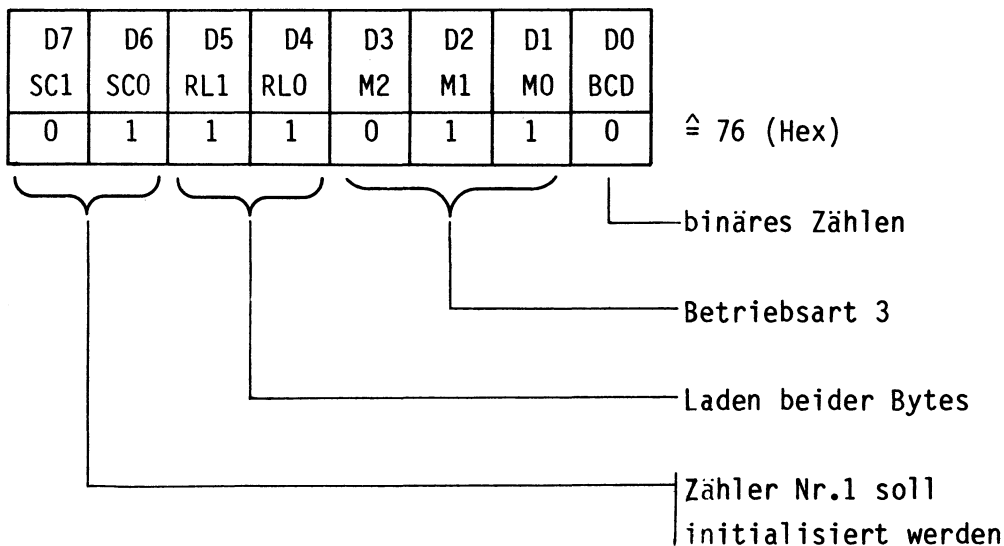 D7 D6 D5 D4 D3 D2 D1 D0
SC1 SC0 RL1 RL0 M2 M1 M0 BCD
0 1 1 1 0 1 1 0 ≙ 76 (Hex)
binäres Zählen
Betriebsart 3
Laden beider Bytes
Zähler Nr.1 soll
initialisiert werden